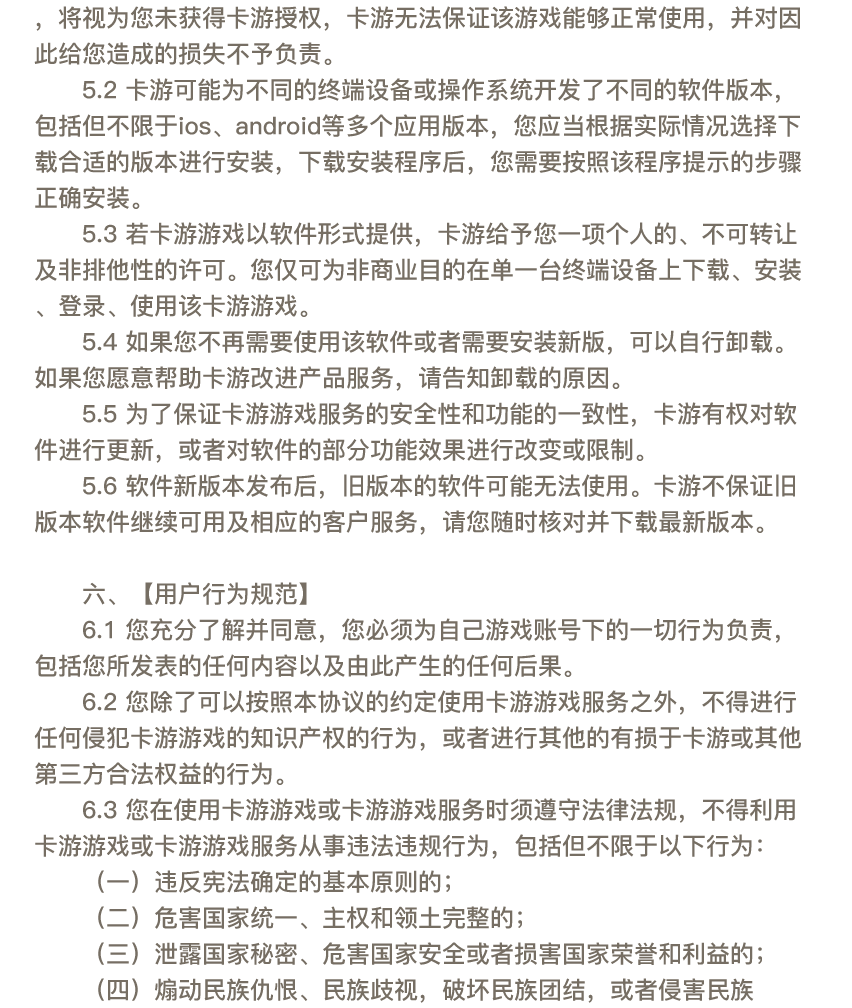 ，将视为您未获得卡游授权，卡游无法保证该游戏能够正常使用，并对因
此给您造成的损失不予负责。
5.2 卡游可能为不同的终端设备或操作系统开发了不同的软件版本，
包括但不限于ios、android等多个应用版本，您应当根据实际情况选择下
载合适的版本进行安装，下载安装程序后，您需要按照该程序提示的步骤
正确安装。
5.3 若卡游游戏以软件形式提供，卡游给予您一项个人的、不可转让
及非排他性的许可。您仅可为非商业目的在单一台终端设备上下载、安装
、登录、使用该卡游游戏。
5.4 如果您不再需要使用该软件或者需要安装新版，可以自行卸载。
如果您愿意帮助卡游改进产品服务，请告知卸载的原因。
5.5 为了保证卡游游戏服务的安全性和功能的一致性，卡游有权对软
件进行更新，或者对软件的部分功能效果进行改变或限制。
5.6 软件新版本发布后，旧版本的软件可能无法使用。卡游不保证旧
版本软件继续可用及相应的客户服务，请您随时核对并下载最新版本。
六、【用户行为规范】
6.1 您充分了解并同意，您必须为自己游戏账号下的一切行为负责，
包括您所发表的任何内容以及由此产生的任何后果。
6.2 您除了可以按照本协议的约定使用卡游游戏服务之外，不得进行
任何侵犯卡游游戏的知识产权的行为，或者进行其他的有损于卡游或其他
第三方合法权益的行为。
6.3 您在使用卡游游戏或卡游游戏服务时须遵守法律法规，不得利用
卡游游戏或卡游游戏服务从事违法违规行为，包括但不限于以下行为：
（一）违反宪法确定的基本原则的；
（二）危害国家统一、主权和领土完整的；
（三）泄露国家秘密、危害国家安全或者损害国家荣誉和利益的；
（四）煽动民族仇恨、民族歧视，破坏民族团结，或者侵害民族